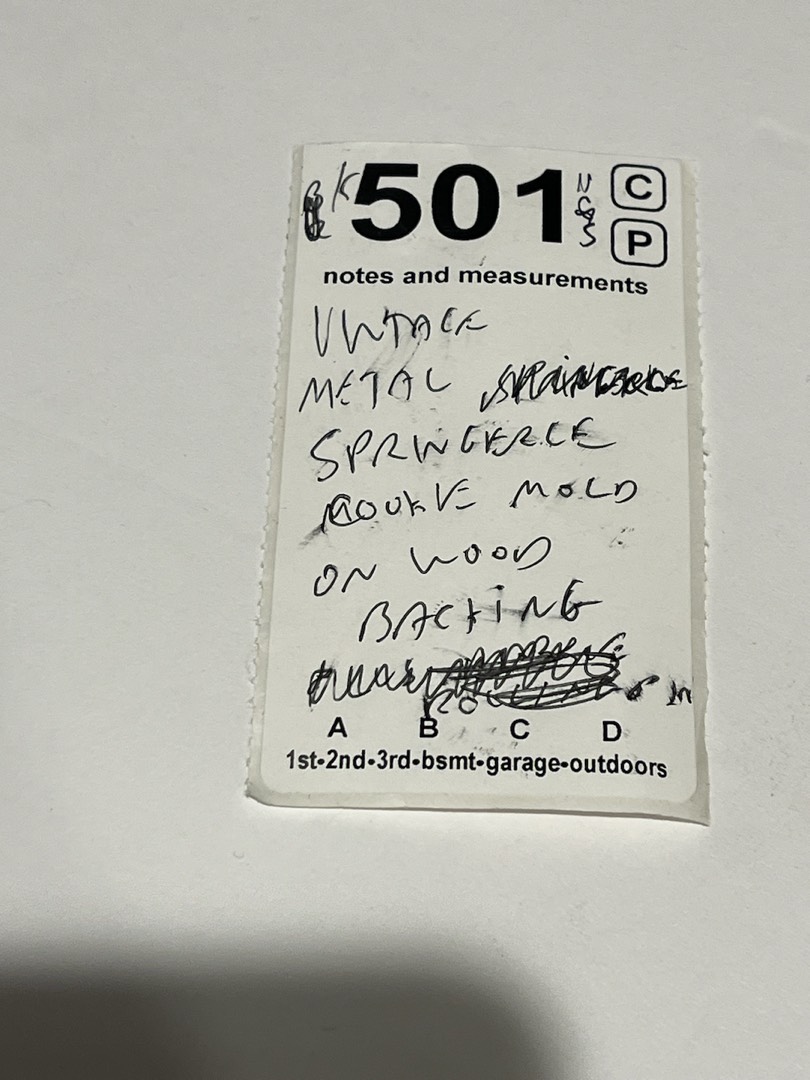 K 501 C
P
notes and measurements
VINTAGE
METAL
SPRINGERLE
COOKIE MOLD
ON WOOD
BACKING
A B C D
1st•2nd•3rd•bsmt•garage•outdoors